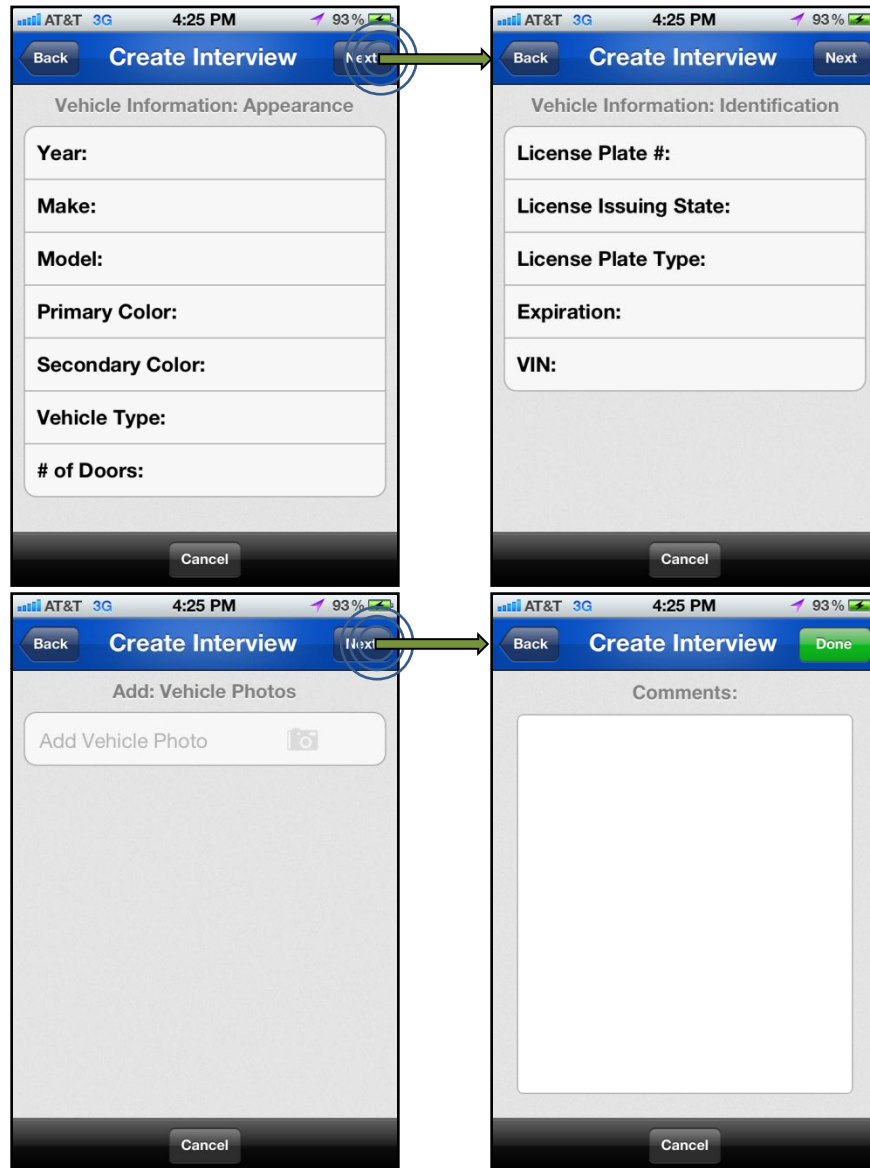 AT&T 3G 4:25 PM 93%
Back Create Interview Next
Vehicle Information: Appearance
Year:
Make:
Model:
Primary Color:
Secondary Color:
Vehicle Type:
# of Doors:
Cancel
AT&T 3G 4:25 PM 93%
Back Create Interview Next
Vehicle Information: Identification
License Plate #:
License Issuing State:
License Plate Type:
Expiration:
VIN:
Cancel
AT&T 3G 4:25 PM 93%
Back Create Interview Next
Add: Vehicle Photos
Add Vehicle Photo
Cancel
AT&T 3G 4:25 PM 93%
Back Create Interview Done
Comments:
Cancel